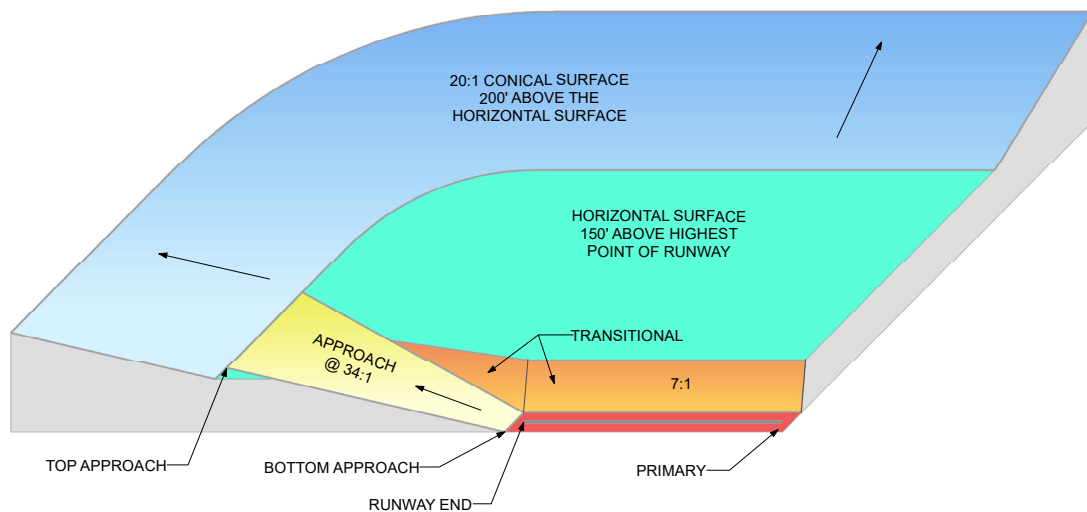 20:1 CONICAL SURFACE
200' ABOVE THE
HORIZONTAL SURFACE
HORIZONTAL SURFACE
150' ABOVE HIGHEST
POINT OF RUNWAY
TRANSITIONAL
APPROACH
@ 34:1
7:1
TOP APPROACH
BOTTOM APPROACH
PRIMARY
RUNWAY END